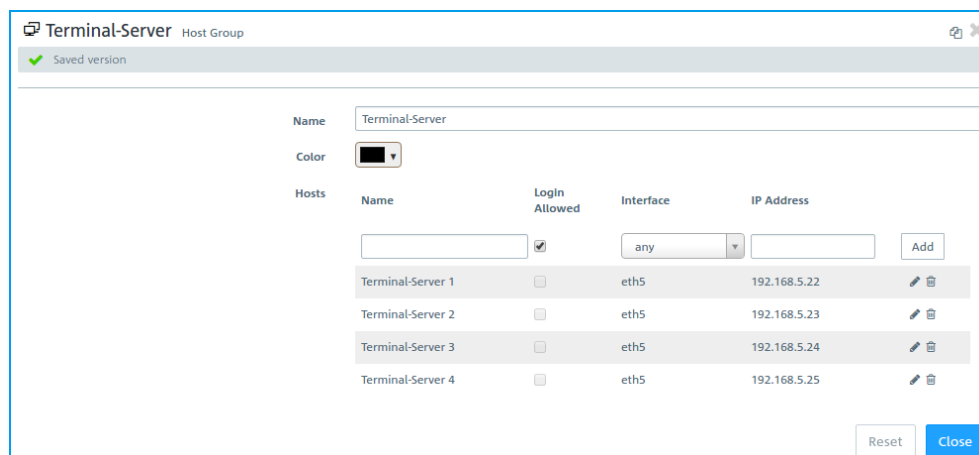 Terminal-Server Host Group
Saved version
Name Terminal-Server
Color
Hosts Name Login Allowed Interface IP Address
any Add
Terminal-Server 1 eth5 192.168.5.22
Terminal-Server 2 eth5 192.168.5.23
Terminal-Server 3 eth5 192.168.5.24
Terminal-Server 4 eth5 192.168.5.25
Reset Close